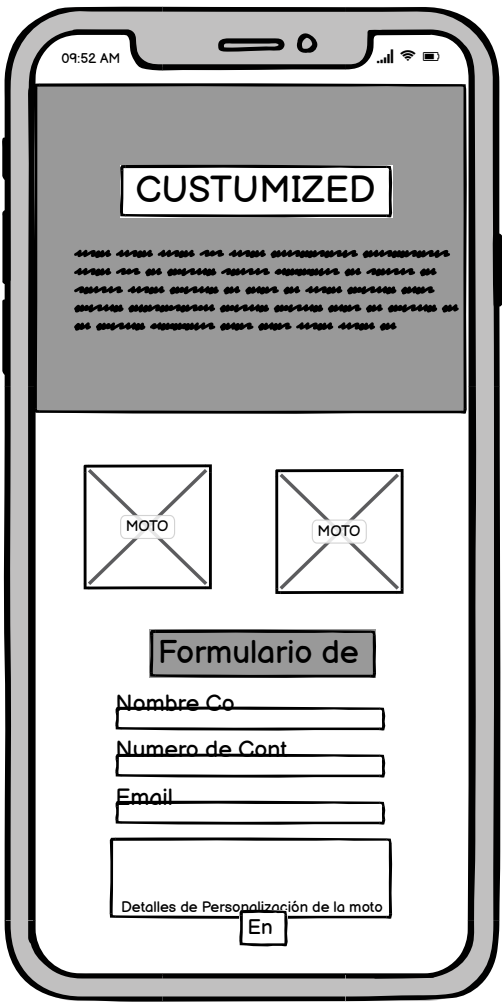 09:52 AM
CUSTUMIZED
MOTO
MOTO
Formulario de
Nombre Co
Numero de Cont
Email
Detalles de Personalización de la moto
En